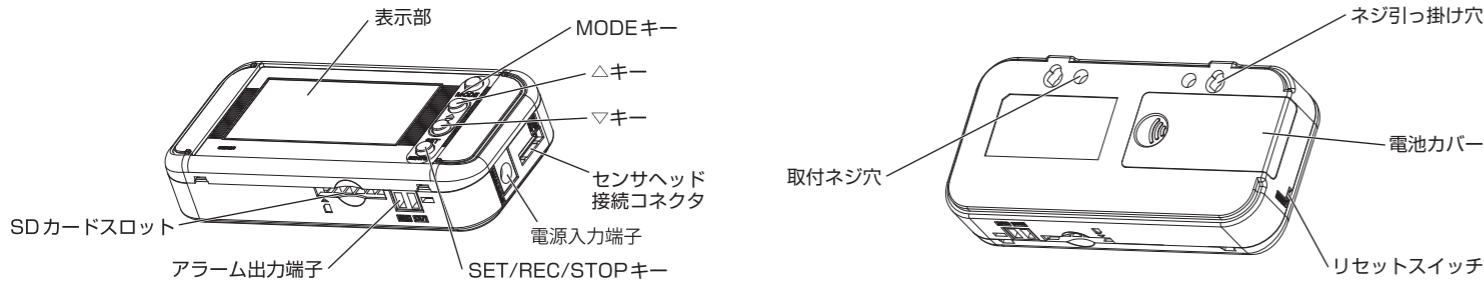 表示部
MODEキー
△キー
▽キー
センサヘッド
接続コネクタ
電源入力端子
SET/REC/STOPキー
アラーム出力端子
SDカードスロット
ネジ引っ掛け穴
電池カバー
取付ネジ穴
リセットスイッチ